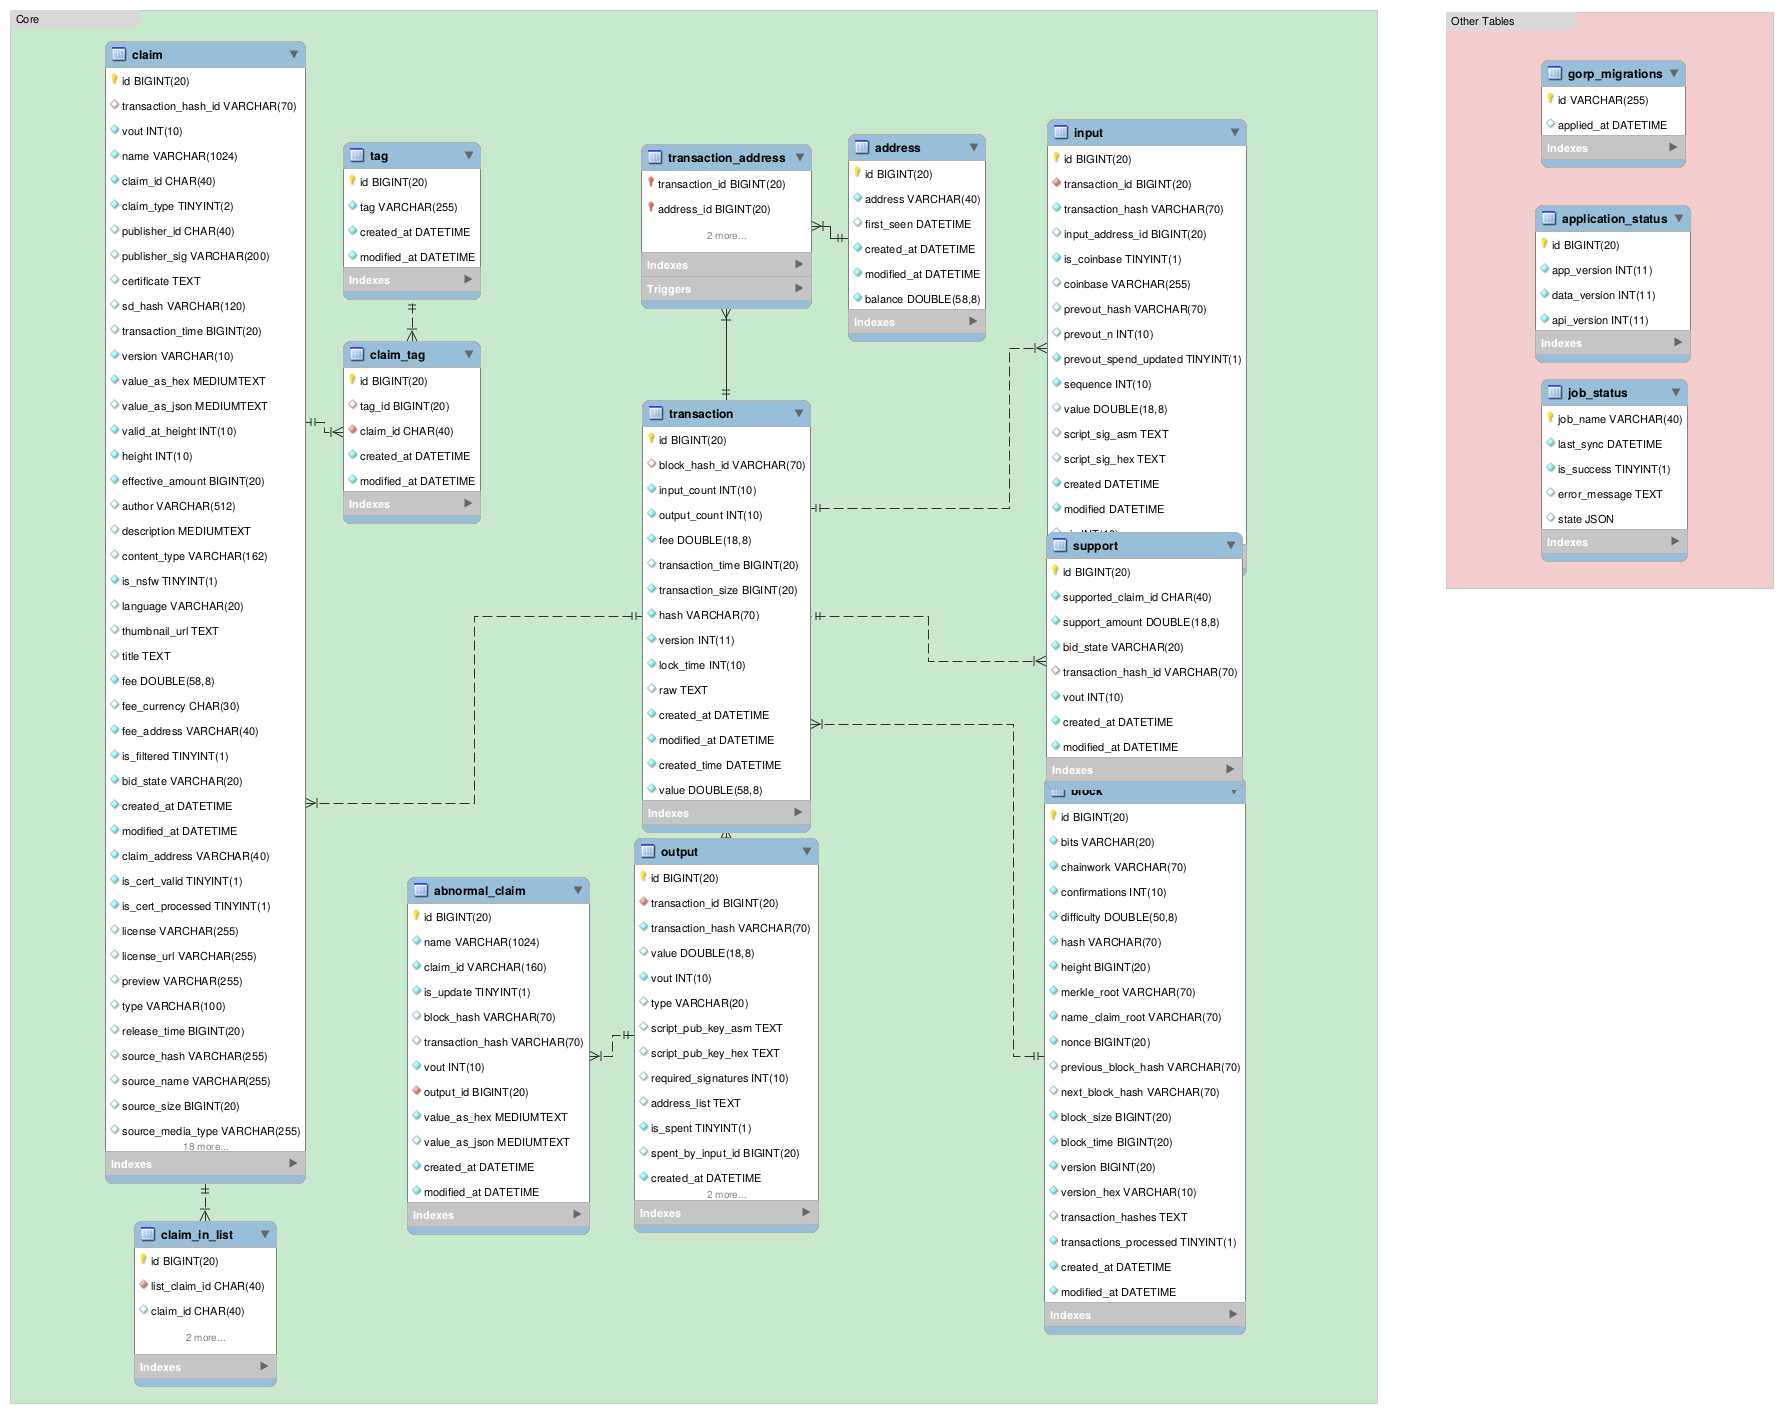 Core
claim
id BIGINT(20)
transaction_hash_id VARCHAR(70)
vout INT(10)
name VARCHAR(1024)
claim_id CHAR(40)
claim_type TINYINT(2)
publisher_id CHAR(40)
publisher_sig VARCHAR(200)
certificate TEXT
sd_hash VARCHAR(120)
transaction_time BIGINT(20)
version VARCHAR(10)
value_as_hex MEDIUMTEXT
value_as_json MEDIUMTEXT
valid_at_height INT(10)
height INT(10)
effective_amount BIGINT(20)
author VARCHAR(512)
description MEDIUMTEXT
content_type VARCHAR(162)
is_nsfw TINYINT(1)
language VARCHAR(20)
thumbnail_url TEXT
title TEXT
fee DOUBLE(58,8)
fee_currency CHAR(30)
fee_address VARCHAR(40)
is_filtered TINYINT(1)
bid_state VARCHAR(20)
created_at DATETIME
modified_at DATETIME
claim_address VARCHAR(40)
is_cert_valid TINYINT(1)
is_cert_processed TINYINT(1)
license VARCHAR(255)
license_url VARCHAR(255)
preview VARCHAR(255)
type VARCHAR(100)
release_time BIGINT(20)
source_hash VARCHAR(255)
source_name VARCHAR(255)
source_size BIGINT(20)
source_media_type VARCHAR(255)
18 more...
Indexes
claim_in_list
id BIGINT(20)
list_claim_id CHAR(40)
claim_id CHAR(40)
2 more...
Indexes
tag
id BIGINT(20)
tag VARCHAR(255)
created_at DATETIME
modified_at DATETIME
Indexes
claim_tag
id BIGINT(20)
tag_id BIGINT(20)
claim_id CHAR(40)
created_at DATETIME
modified_at DATETIME
Indexes
abnormal_claim
id BIGINT(20)
name VARCHAR(1024)
claim_id VARCHAR(160)
is_update TINYINT(1)
block_hash VARCHAR(70)
transaction_hash VARCHAR(70)
vout INT(10)
output_id BIGINT(20)
value_as_hex MEDIUMTEXT
value_as_json MEDIUMTEXT
created_at DATETIME
modified_at DATETIME
Indexes
transaction_address
transaction_id BIGINT(20)
address_id BIGINT(20)
2 more...
Indexes
Triggers
transaction
id BIGINT(20)
block_hash_id VARCHAR(70)
input_count INT(10)
output_count INT(10)
fee DOUBLE(18,8)
transaction_time BIGINT(20)
transaction_size BIGINT(20)
hash VARCHAR(70)
version INT(11)
lock_time INT(10)
raw TEXT
created_at DATETIME
modified_at DATETIME
created_time DATETIME
value DOUBLE(58,8)
Indexes
output
id BIGINT(20)
transaction_id BIGINT(20)
transaction_hash VARCHAR(70)
value DOUBLE(18,8)
vout INT(10)
type VARCHAR(20)
script_pub_key_asm TEXT
script_pub_key_hex TEXT
required_signatures INT(10)
address_list TEXT
is_spent TINYINT(1)
spent_by_input_id BIGINT(20)
created_at DATETIME
2 more...
Indexes
address
id BIGINT(20)
address VARCHAR(40)
first_seen DATETIME
created_at DATETIME
modified_at DATETIME
balance DOUBLE(58,8)
Indexes
input
id BIGINT(20)
transaction_id BIGINT(20)
transaction_hash VARCHAR(70)
input_address_id BIGINT(20)
is_coinbase TINYINT(1)
coinbase VARCHAR(255)
prevout_hash VARCHAR(70)
prevout_n INT(10)
prevout_spend_updated TINYINT(1)
sequence INT(10)
value DOUBLE(18,8)
script_sig_asm TEXT
script_sig_hex TEXT
created DATETIME
modified DATETIME
support
id BIGINT(20)
supported_claim_id CHAR(40)
support_amount DOUBLE(18,8)
bid_state VARCHAR(20)
transaction_hash_id VARCHAR(70)
vout INT(10)
created_at DATETIME
modified_at DATETIME
Indexes
block
id BIGINT(20)
bits VARCHAR(20)
chainwork VARCHAR(70)
confirmations INT(10)
difficulty DOUBLE(50,8)
hash VARCHAR(70)
height BIGINT(20)
merkle_root VARCHAR(70)
name_claim_root VARCHAR(70)
nonce BIGINT(20)
previous_block_hash VARCHAR(70)
next_block_hash VARCHAR(70)
block_size BIGINT(20)
block_time BIGINT(20)
version BIGINT(20)
version_hex VARCHAR(10)
transaction_hashes TEXT
transactions_processed TINYINT(1)
created_at DATETIME
modified_at DATETIME
Indexes
Other Tables
gorp_migrations
id VARCHAR(255)
applied_at DATETIME
Indexes
application_status
id BIGINT(20)
app_version INT(11)
data_version INT(11)
api_version INT(11)
Indexes
job_status
job_name VARCHAR(40)
last_sync DATETIME
is_success TINYINT(1)
error_message TEXT
state JSON
Indexes